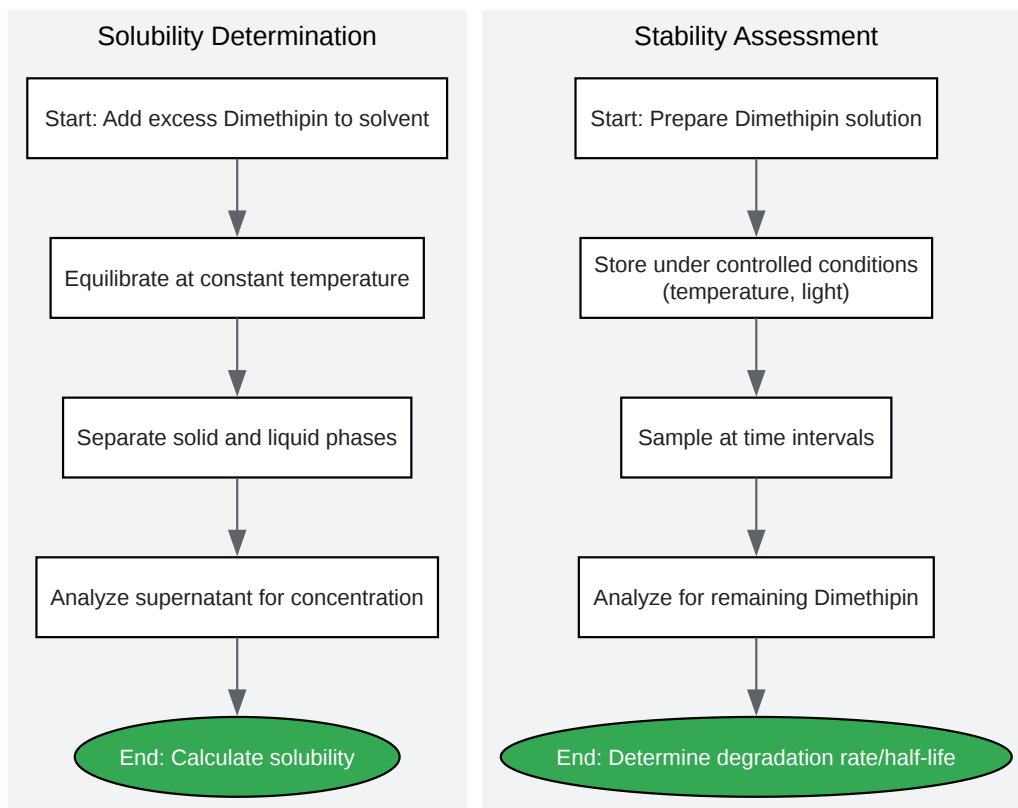 Solubility Determination
Start: Add excess Dimethipin to solvent
Equilibrate at constant temperature
Separate solid and liquid phases
Analyze supernatant for concentration
End: Calculate solubility
Stability Assessment
Start: Prepare Dimethipin solution
Store under controlled conditions
(temperature, light)
Sample at time intervals
Analyze for remaining Dimethipin
End: Determine degradation rate/half-life